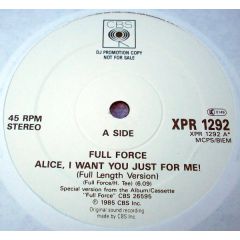 CBS
DJ PROMOTION COPY
NOT FOR SALE
45 RPM
STEREO
A SIDE
XPR 1292
XPR 1292 A*
MCPS/BIEM
FULL FORCE
ALICE, I WANT YOU JUST FOR ME!
(Full Length Version)
(Full Force/H. Tee) (6.09)
Special version from the Album/Cassette
"Full Force" CBS 26595
℗ 1985 CBS Inc.
Original sound recording
made by CBS Inc.